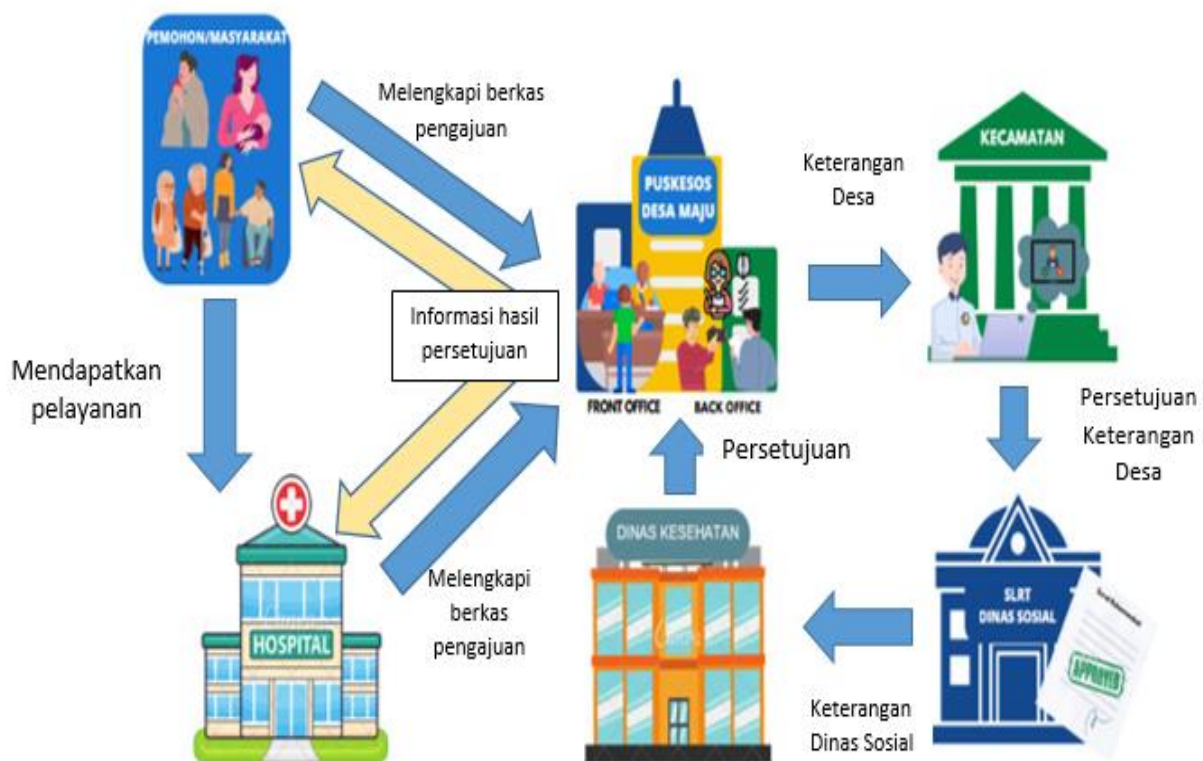 PEMOHON/MASYARAKAT
Melengkapi berkas
pengajuan
PUSKESOS
DESA MAJU
FRONT OFFICE
BACK OFFICE
Keterangan
Desa
KECAMATAN
Informasi hasil
persetujuan
Mendapatkan
pelayanan
Persetujuan
Keterangan
Desa
Persetujuan
HOSPITAL
Melengkapi
berkas
pengajuan
DINAS KESEHATAN
SLRT
DINAS SOSIAL
APPROVED
Keterangan
Dinas Sosial